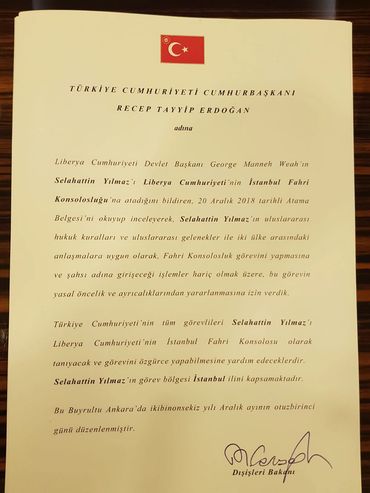 TÜRKİYE CUMHURİYETİ CUMHURBAŞKANI
RECEP TAYYİP ERDOĞAN
adına
Liberya Cumhuriyeti Devlet Başkanı George Manneh Weah'ın
Selahattin Yılmaz'ı Liberya Cumhuriyeti'nin İstanbul Fahri
Konsolosluğu'na atadığını bildiren, 20 Aralık 2018 tarihli Atama
Belgesi'ni okuyup inceleyerek, Selahattin Yılmaz'ın uluslararası
hukuk kuralları ve uluslararası gelenekler ile iki ülke arasındaki
anlaşmalara uygun olarak, Fahri Konsolosluk görevini yapmasına
ve şahsı adına girişeceği işlemler hariç olmak üzere, bu görevin
yasal öncelik ve ayrıcalıklarından yararlanmasına izin verdik.
Türkiye Cumhuriyeti'nin tüm görevlileri Selahattin Yılmaz'ı
Liberya Cumhuriyeti'nin İstanbul Fahri Konsolosu olarak
tanıyacak ve görevini özgürce yapabilmesine yardım edeceklerdir.
Selahattin Yılmaz'ın görev bölgesi İstanbul ilini kapsamaktadır.
Bu Buyrultu Ankara'da ikibinonsekiz yılı Aralık ayının otuzbirinci
günü düzenlenmiştir.
Dışişleri Bakanı